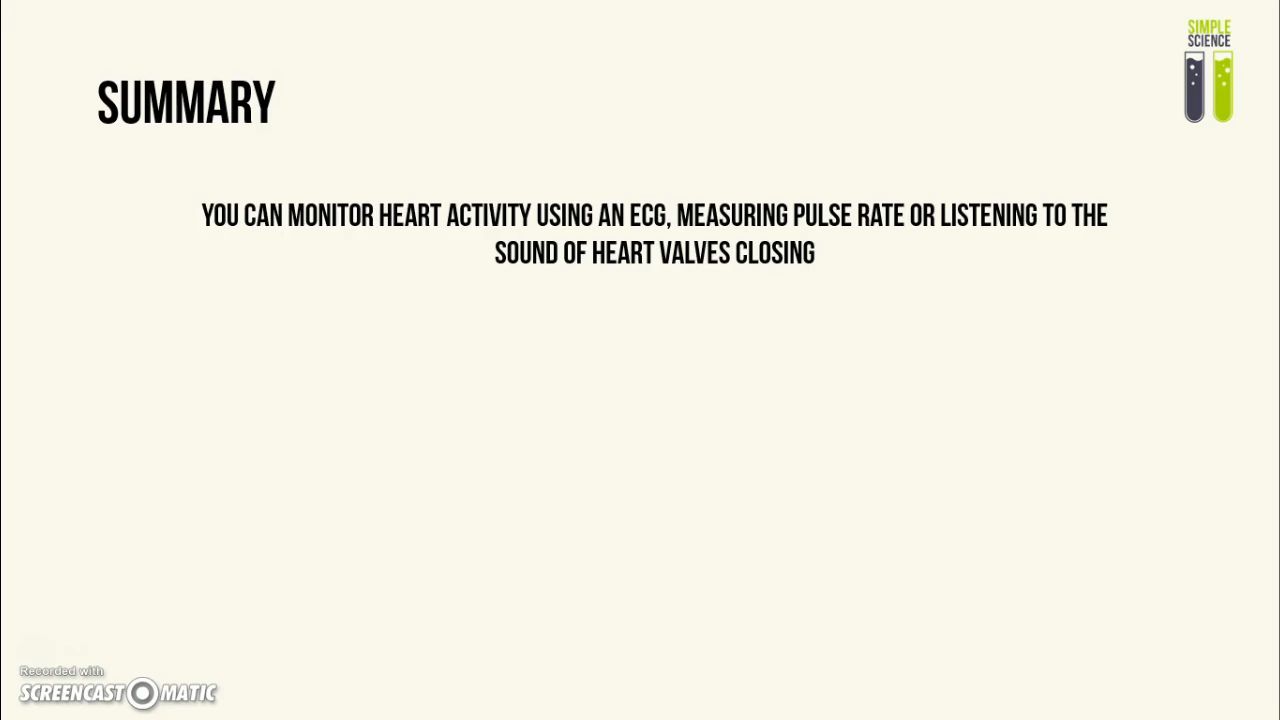 SIMPLE
SCIENCE
SUMMARY
YOU CAN MONITOR HEART ACTIVITY USING AN ECG, MEASURING PULSE RATE OR LISTENING TO THE
SOUND OF HEART VALVES CLOSING
Recorded with
SCREENCAST MATIC